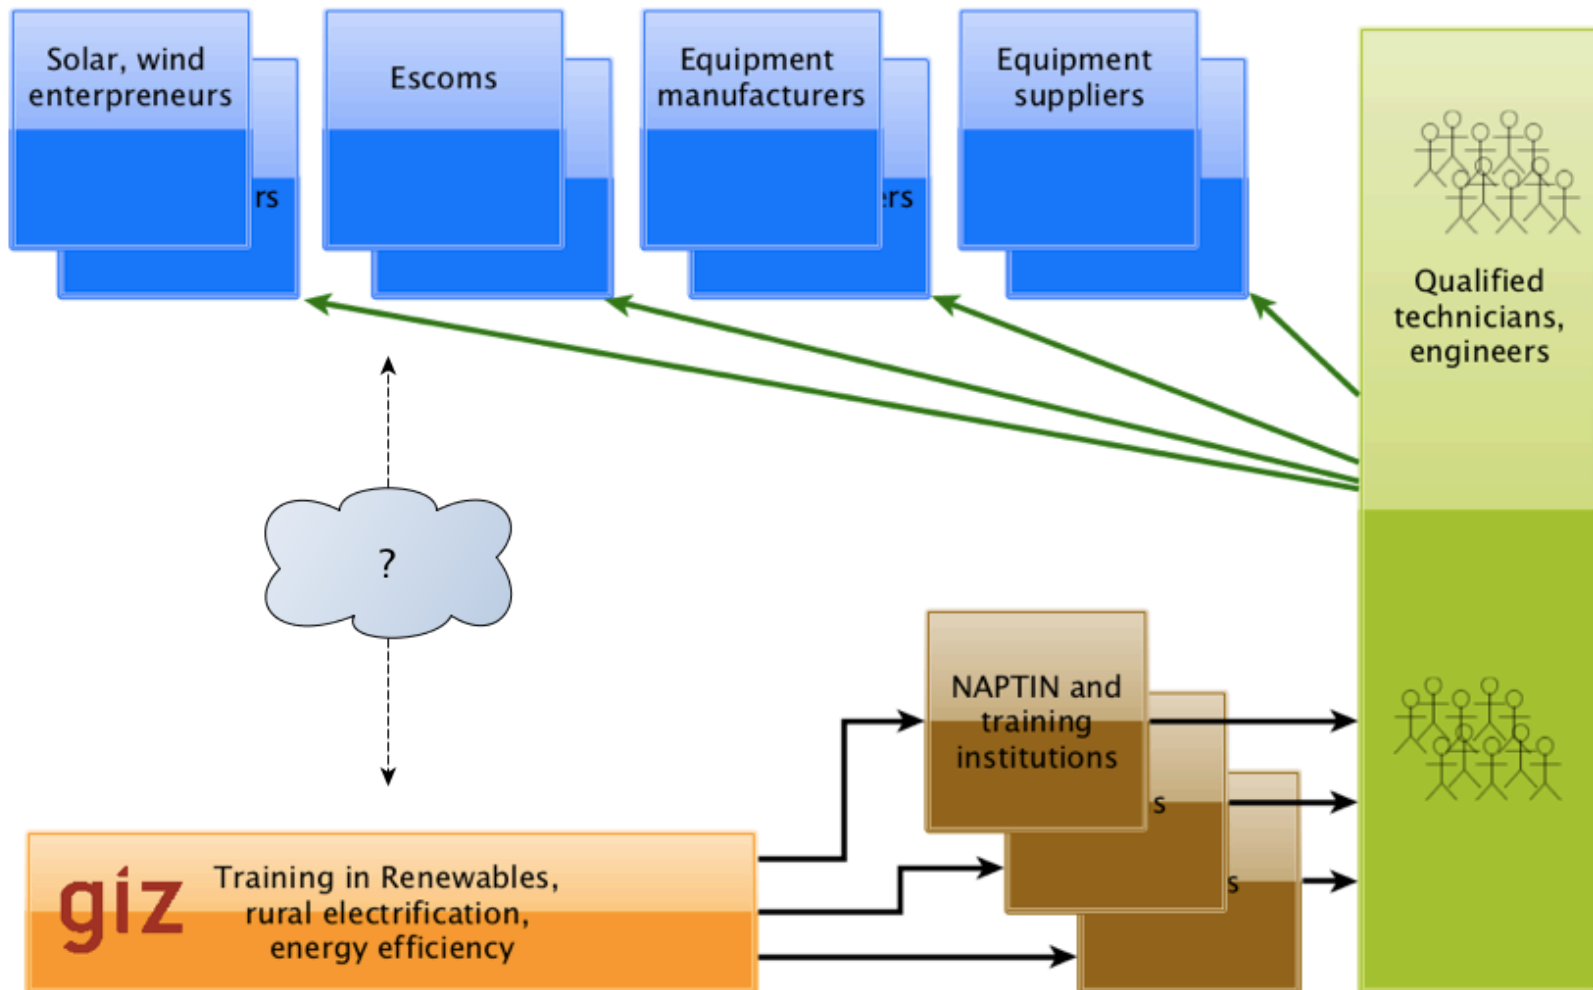 Solar, wind
enterpreneurs
rs
Escoms
Equipment
manufacturers
ers
Equipment
suppliers
Qualified
technicians,
engineers
?
NAPTIN and
training
institutions
s
s
giz
Training in Renewables,
rural electrification,
energy efficiency